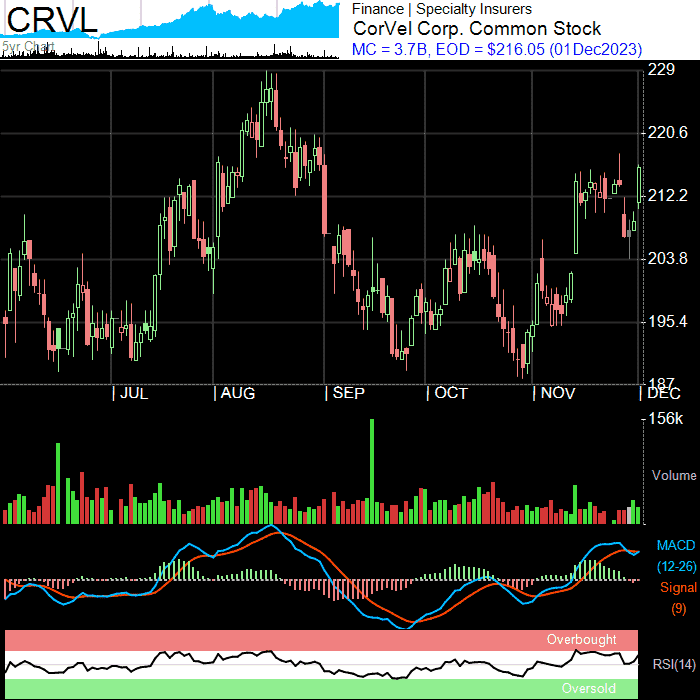 CRVL
5yr Chart
Finance | Specialty Insurers
CorVel Corp. Common Stock
MC = 3.7B, EOD = $216.05 (01Dec2023)
229
220.6
212.2
203.8
195.4
187
JUL AUG SEP OCT NOV DEC
156k
Volume
MACD
(12-26)
Signal
(9)
Overbought
RSI(14)
Oversold